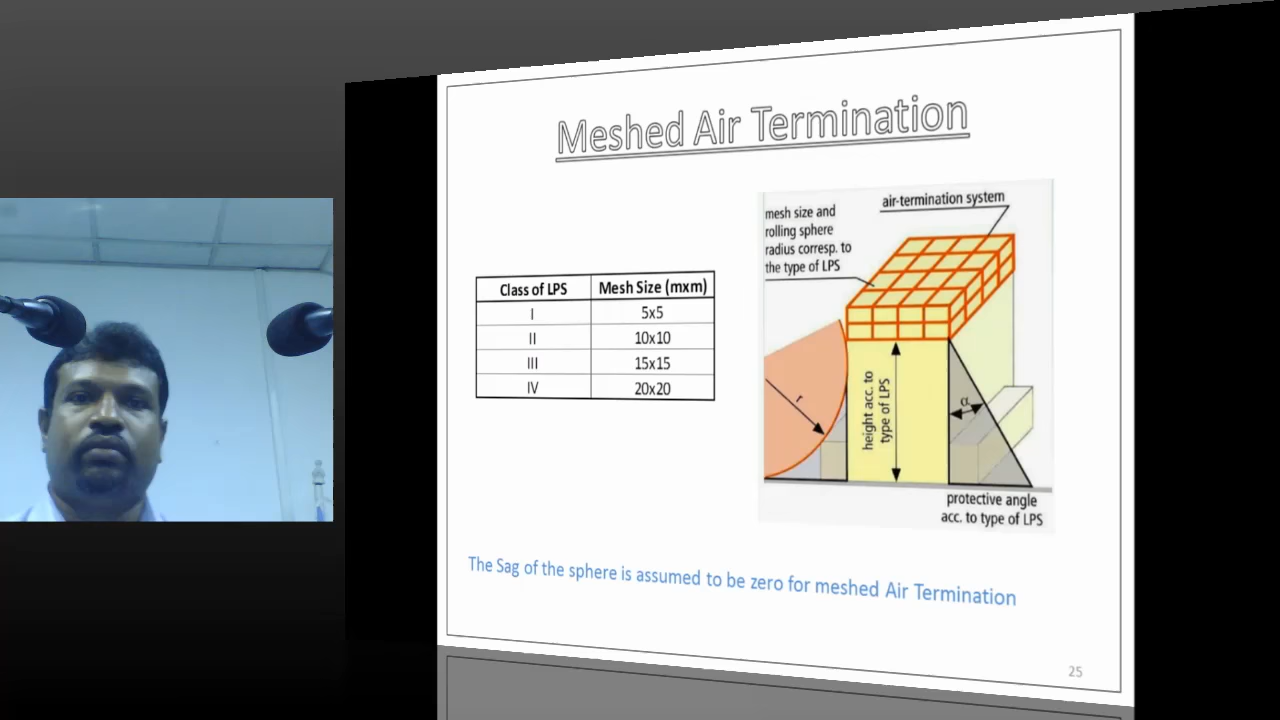 Meshed Air Termination
Class of LPS Mesh Size (mxm)
I 5x5
II 10x10
III 15x15
IV 20x20
mesh size and
rolling sphere
radius corresp. to
the type of LPS
air-termination system
r
height acc. to
type of LPS
α
protective angle
acc. to type of LPS
The Sag of the sphere is assumed to be zero for meshed Air Termination
25